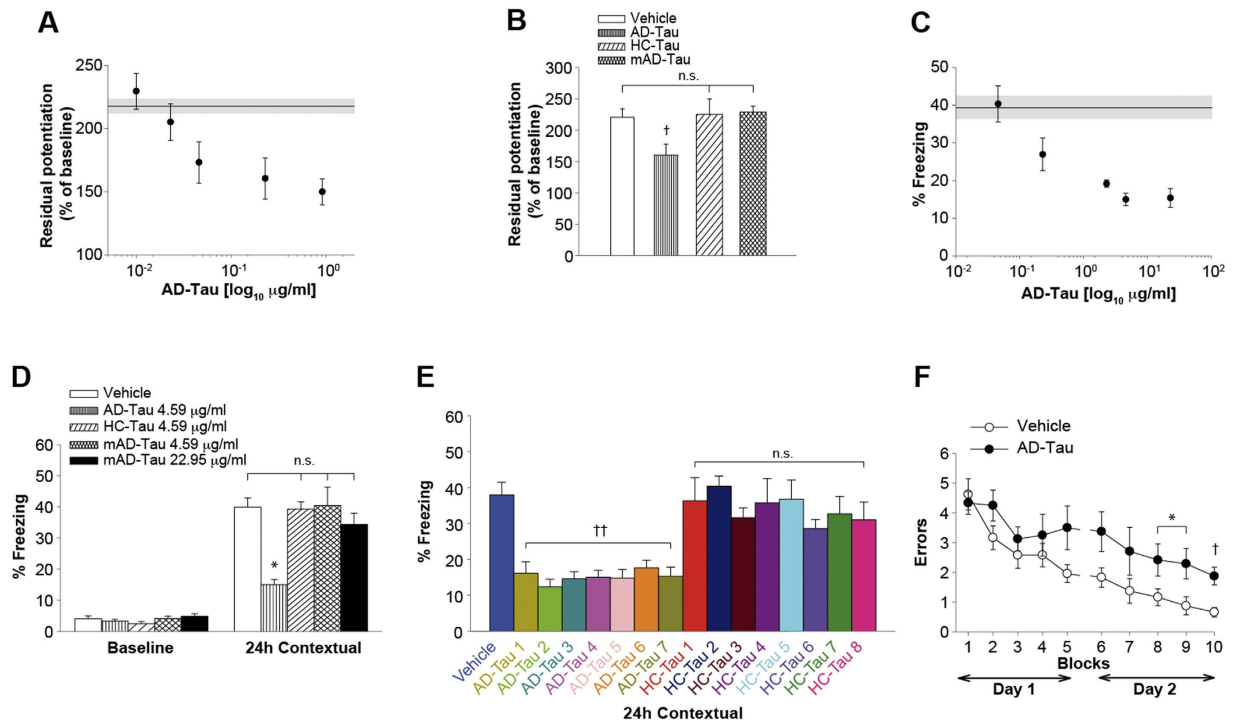 A
250
200
150
100
Residual potentiation
(% of baseline)
10-2
10-1
100
AD-Tau [log10 μg/ml]
B
Vehicle
AD-Tau
HC-Tau
mAD-Tau
n.s.
†
300
250
200
150
100
50
0
Residual potentiation
(% of baseline)
C
50
40
30
20
10
0
% Freezing
10-2
10-1
100
101
102
AD-Tau [log10 μg/ml]
D
Vehicle
AD-Tau 4.59 μg/ml
HC-Tau 4.59 μg/ml
mAD-Tau 4.59 μg/ml
mAD-Tau 22.95 μg/ml
n.s.
*
60
50
40
30
20
10
0
% Freezing
Baseline
24h Contextual
E
60
50
40
30
20
10
0
% Freezing
††
n.s.
Vehicle
AD-Tau 1
AD-Tau 2
AD-Tau 3
AD-Tau 4
AD-Tau 5
AD-Tau 6
AD-Tau 7
HC-Tau 1
HC-Tau 2
HC-Tau 3
HC-Tau 4
HC-Tau 5
HC-Tau 6
HC-Tau 7
HC-Tau 8
24h Contextual
F
Vehicle
AD-Tau
6
5
4
3
2
1
0
Errors
*
†
1 2 3 4 5 6 7 8 9 10
Blocks
Day 1
Day 2